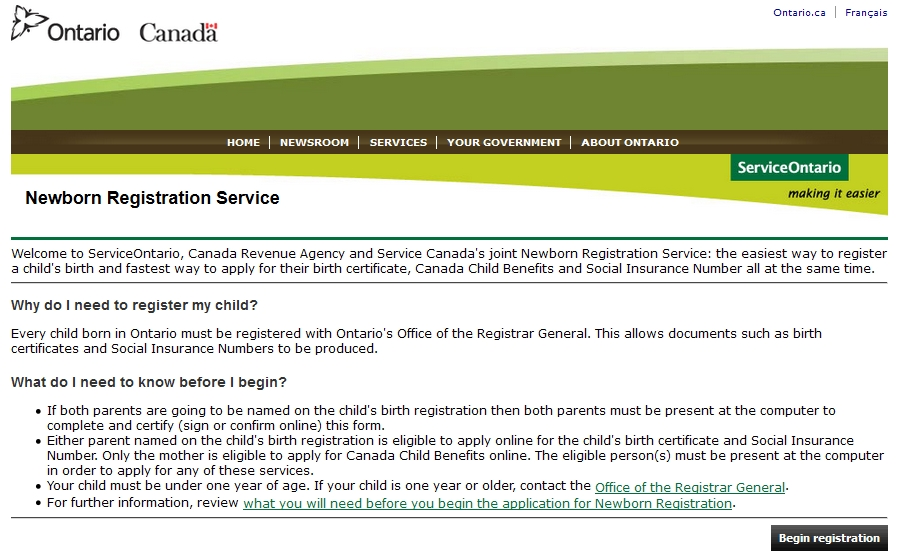 Ontario Canada
Ontario.ca | Français
HOME | NEWSROOM | SERVICES | YOUR GOVERNMENT | ABOUT ONTARIO
ServiceOntario
making it easier
Newborn Registration Service
Welcome to ServiceOntario, Canada Revenue Agency and Service Canada's joint Newborn Registration Service: the easiest way to register
a child's birth and fastest way to apply for their birth certificate, Canada Child Benefits and Social Insurance Number all at the same time.
Why do I need to register my child?
Every child born in Ontario must be registered with Ontario's Office of the Registrar General. This allows documents such as birth
certificates and Social Insurance Numbers to be produced.
What do I need to know before I begin?
• If both parents are going to be named on the child's birth registration then both parents must be present at the computer to
complete and certify (sign or confirm online) this form.
• Either parent named on the child's birth registration is eligible to apply online for the child's birth certificate and Social Insurance
Number. Only the mother is eligible to apply for Canada Child Benefits online. The eligible person(s) must be present at the computer
in order to apply for any of these services.
• Your child must be under one year of age. If your child is one year or older, contact the Office of the Registrar General.
• For further information, review what you will need before you begin the application for Newborn Registration.
Begin registration